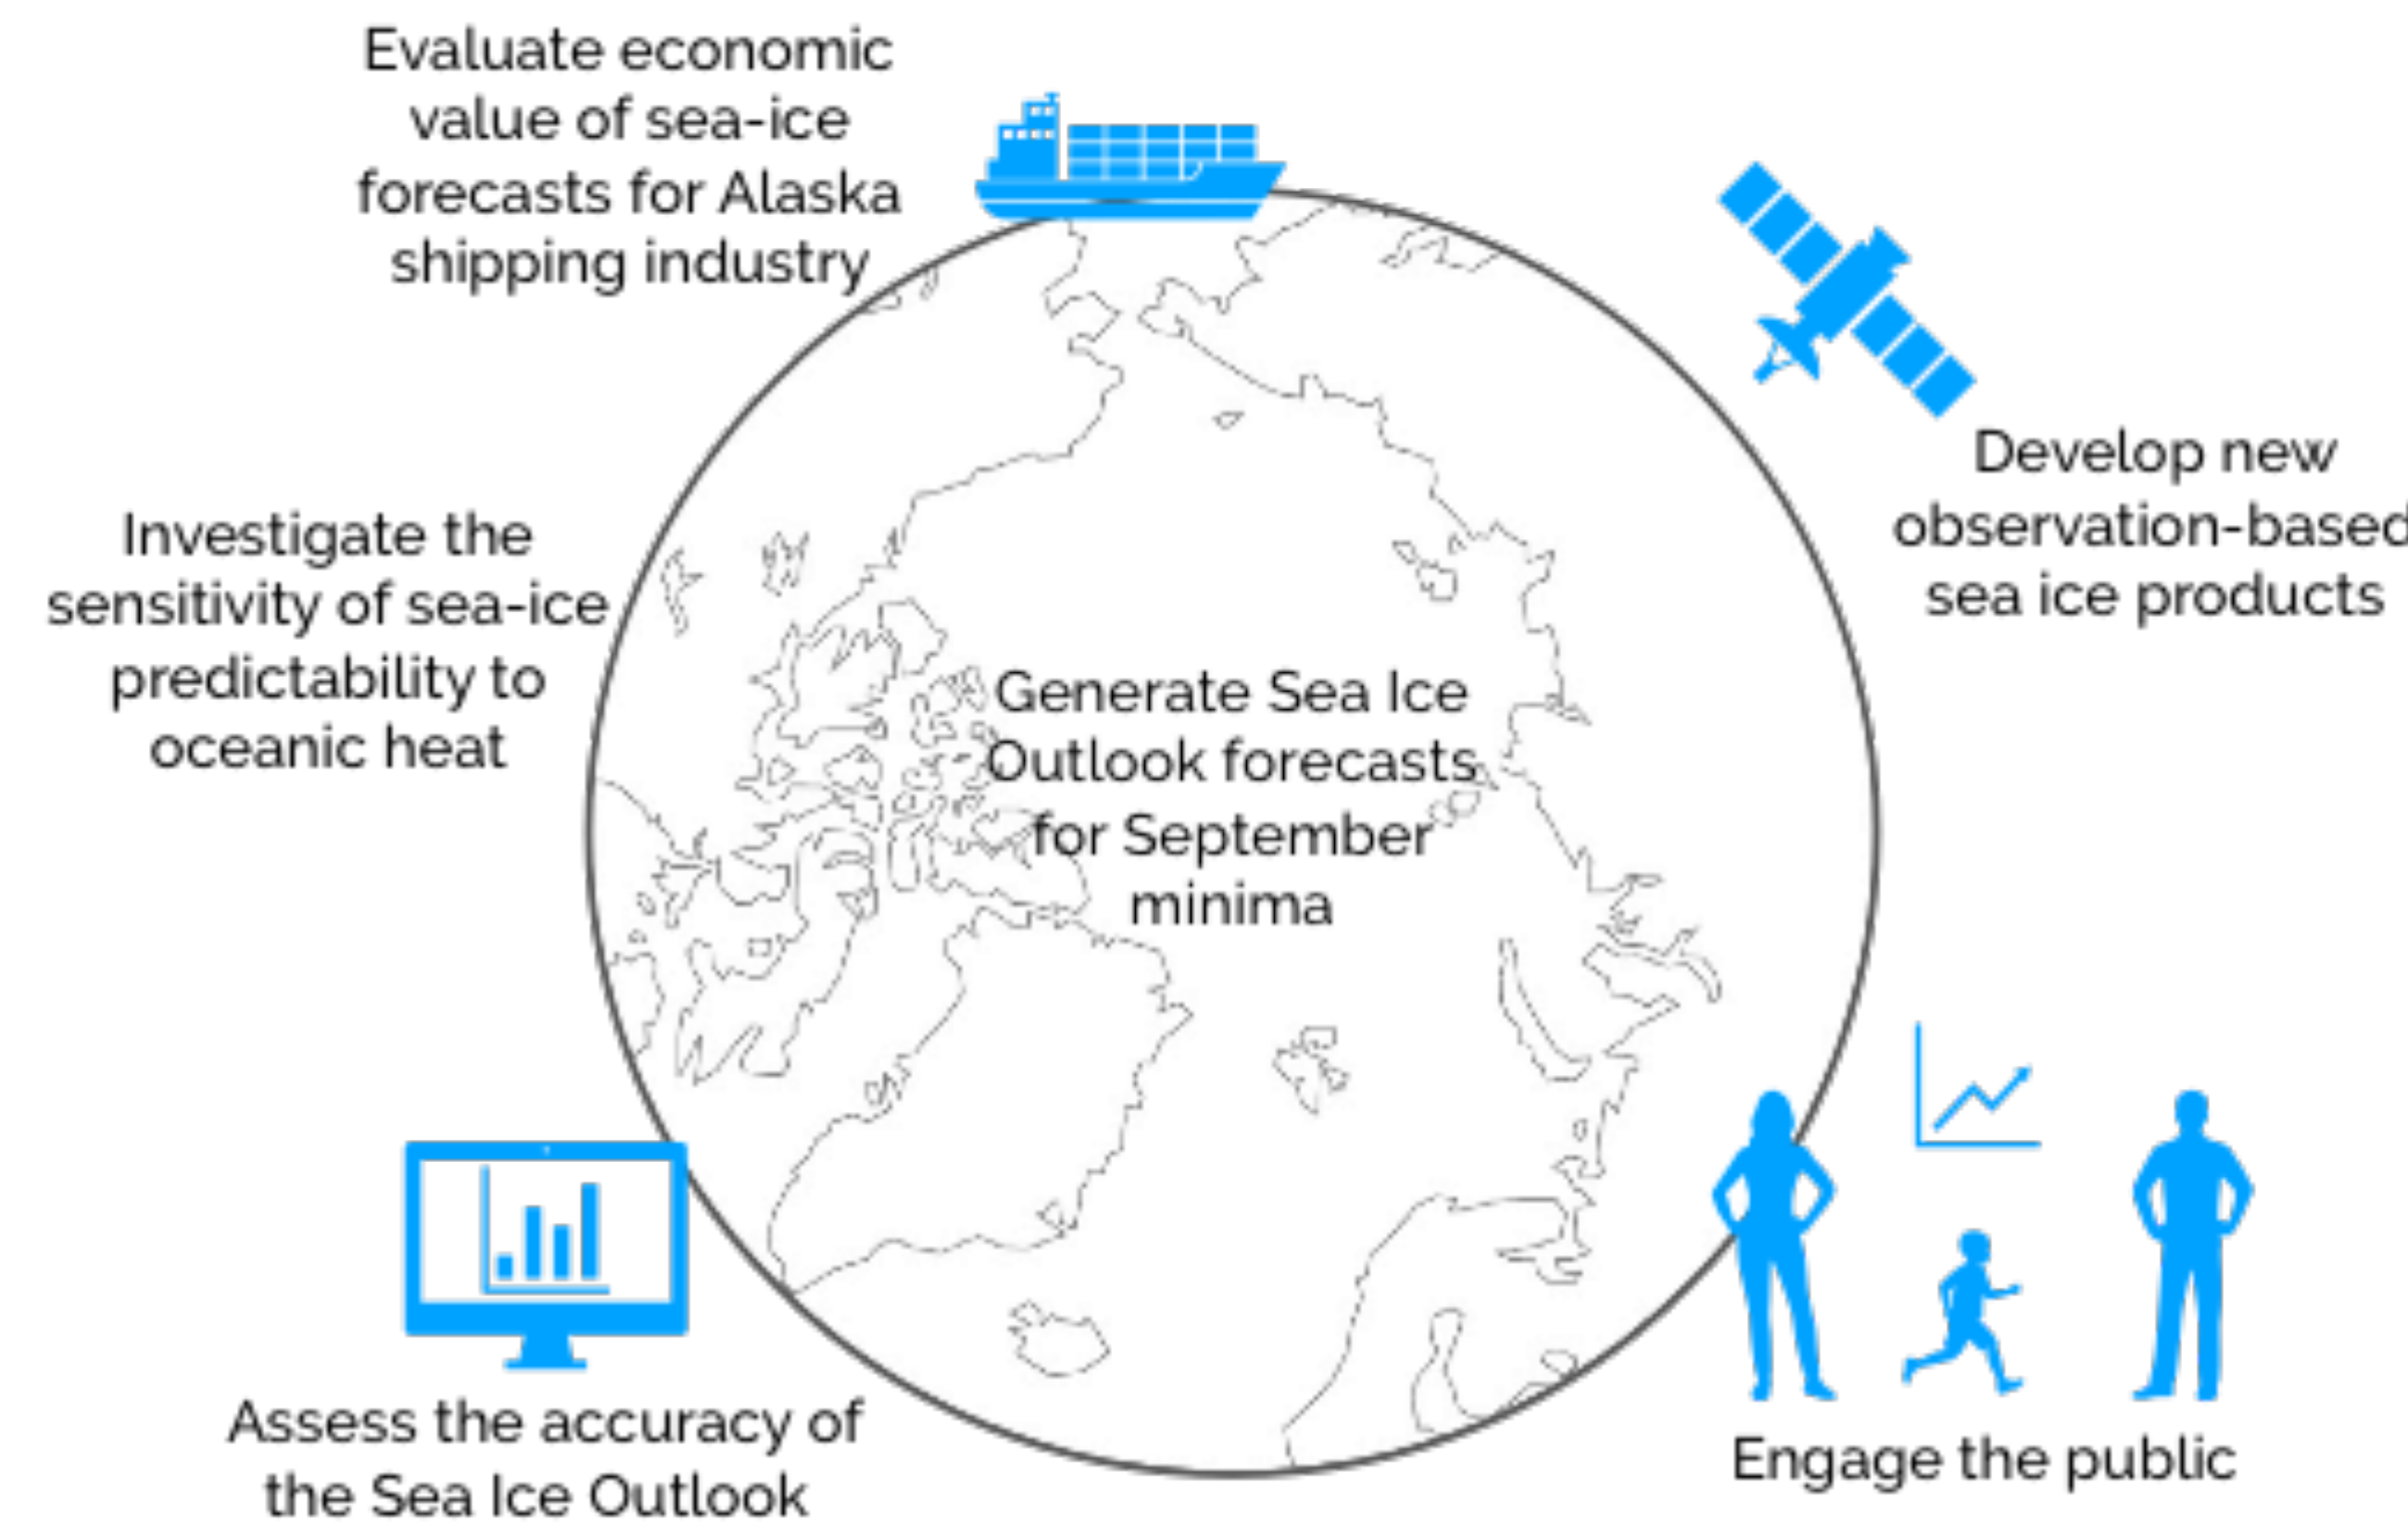 Evaluate economic
value of sea-ice
forecasts for Alaska
shipping industry
Develop new
observation-based
sea ice products
Investigate the
sensitivity of sea-ice
predictability to
oceanic heat
Generate Sea Ice
Outlook forecasts
for September
minima
Assess the accuracy of
the Sea Ice Outlook
Engage the public